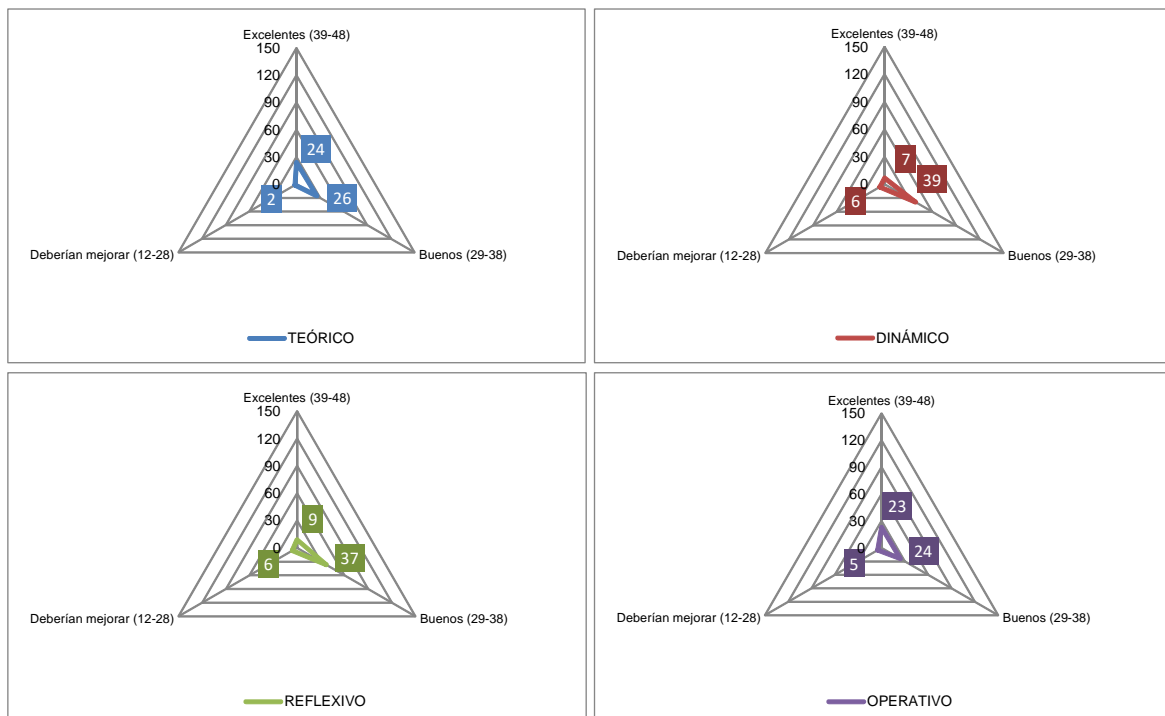 Excelentes (39-48)
150
120
90
60
30
0
24
26
2
Deberían mejorar (12-28)
Buenos (29-38)
TEÓRICO
Excelentes (39-48)
150
120
90
60
30
0
7
39
6
Deberían mejorar (12-28)
Buenos (29-38)
DINÁMICO
Excelentes (39-48)
150
120
90
60
30
0
9
37
6
Deberían mejorar (12-28)
Buenos (29-38)
REFLEXIVO
Excelentes (39-48)
150
120
90
60
30
0
23
24
5
Deberían mejorar (12-28)
Buenos (29-38)
OPERATIVO